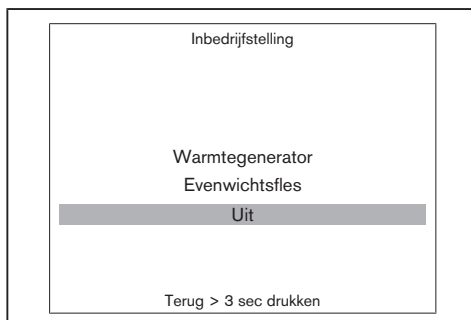 Inbedrijfstelling
Warmtegenerator
Evenwichtsfles
Uit
Terug > 3 sec drukken